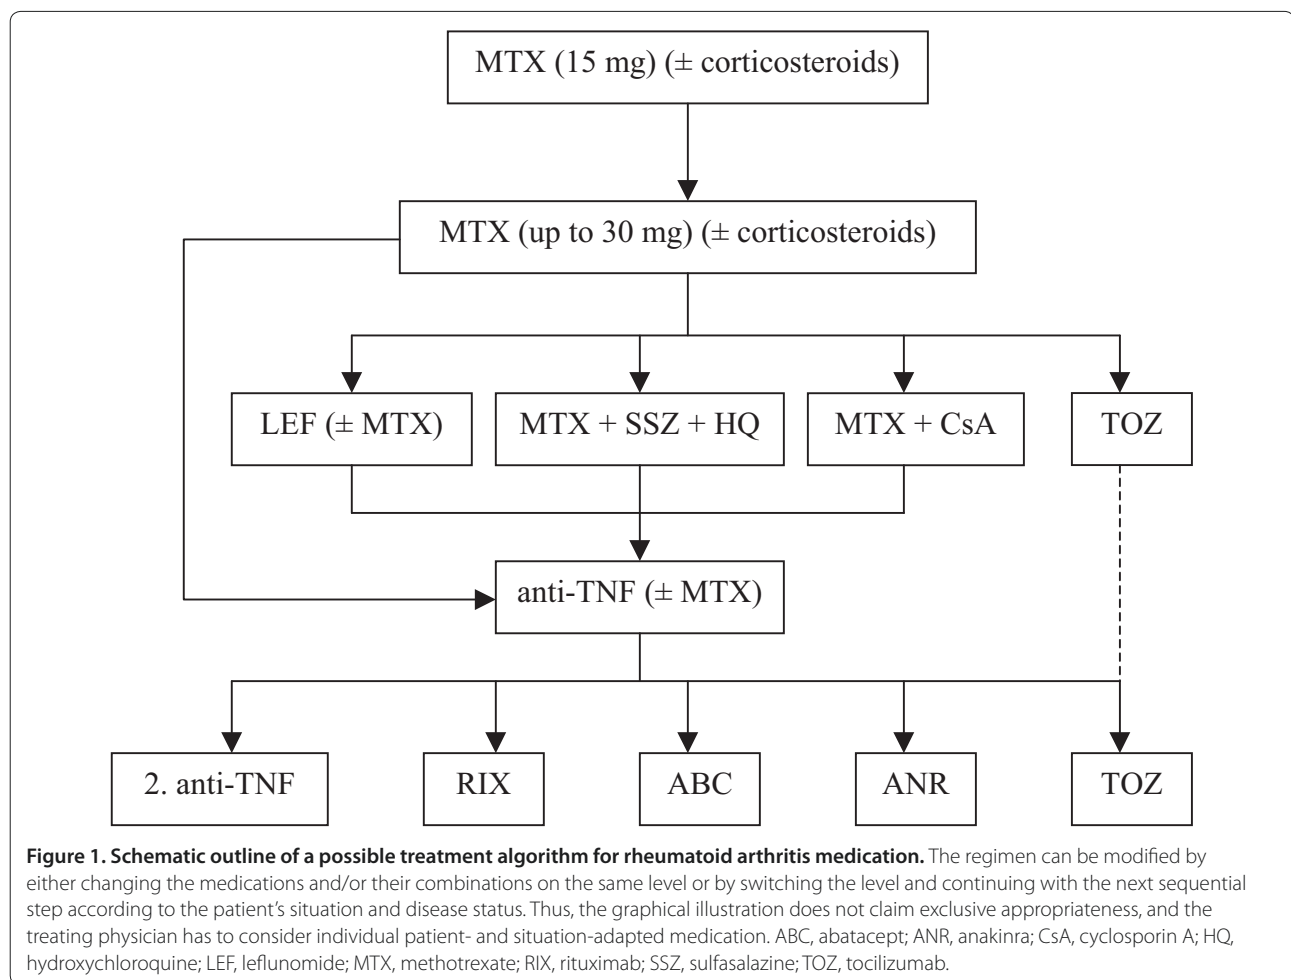 MTX (15 mg) (± corticosteroids)
MTX (up to 30 mg) (± corticosteroids)
LEF (± MTX)
MTX + SSZ + HQ
MTX + CsA
TOZ
anti-TNF (± MTX)
2. anti-TNF
RIX
ABC
ANR
TOZ
Figure 1. Schematic outline of a possible treatment algorithm for rheumatoid arthritis medication. The regimen can be modified by
either changing the medications and/or their combinations on the same level or by switching the level and continuing with the next sequential
step according to the patient’s situation and disease status. Thus, the graphical illustration does not claim exclusive appropriateness, and the
treating physician has to consider individual patient- and situation-adapted medication. ABC, abatacept; ANR, anakinra; CsA, cyclosporin A; HQ,
hydroxychloroquine; LEF, leflunomide; MTX, methotrexate; RIX, rituximab; SSZ, sulfasalazine; TOZ, tocilizumab.